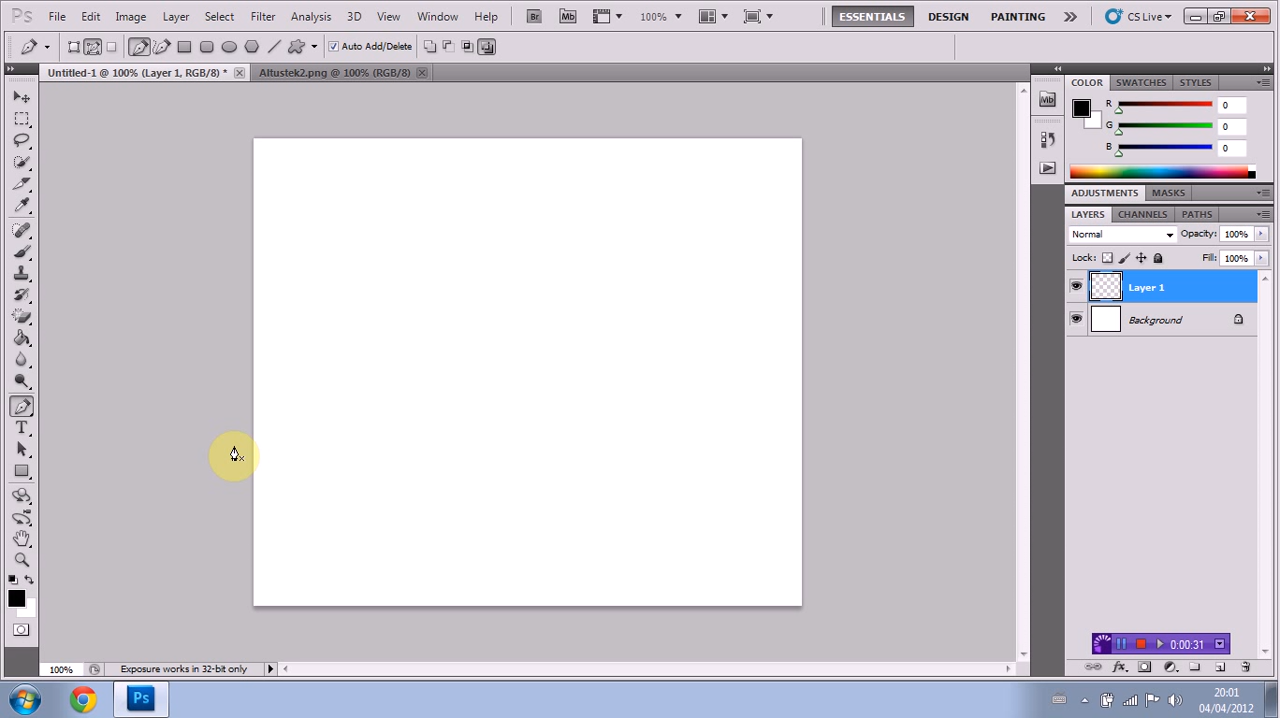 Ps File Edit Image Layer Select Filter Analysis 3D View Window Help Br Mb 100% ESSENTIALS DESIGN PAINTING CS Live
Auto Add/Delete
Untitled-1 @ 100% (Layer 1, RGB/8) * Altustek2.png @ 100% (RGB/8)
COLOR SWATCHES STYLES
Mb
R 0
G 0
B 0
ADJUSTMENTS MASKS
LAYERS CHANNELS PATHS
Normal Opacity: 100%
Lock: Fill: 100%
Layer 1
Background
T
0:00:31
100% Exposure works in 32-bit only
fx
Ps
20:01
04/04/2012